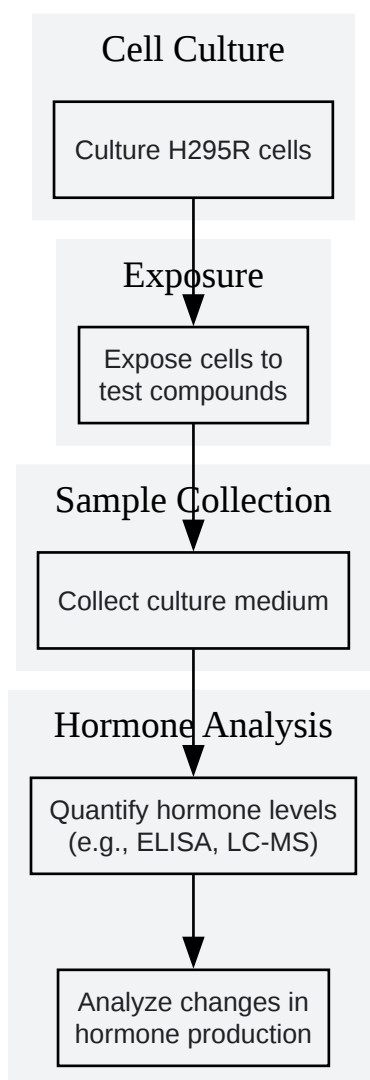 Cell Culture
Culture H295R cells
Exposure
Expose cells to
test compounds
Sample Collection
Collect culture medium
Hormone Analysis
Quantify hormone levels
(e.g., ELISA, LC-MS)
Analyze changes in
hormone production